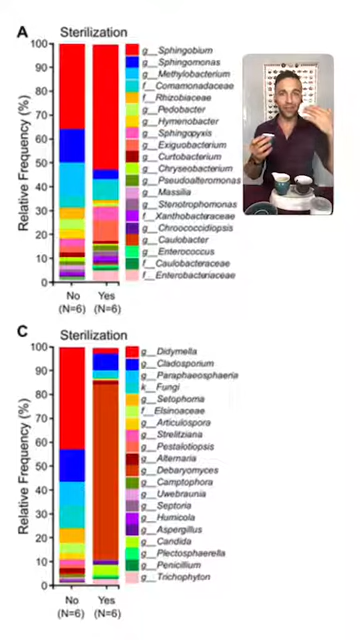 A
Sterilization
100
90
80
70
60
50
40
30
20
10
0
Relative Frequency (%)
No
(N=6)
Yes
(N=6)
g__Sphingobium
g__Sphingomonas
g__Methylobacterium
f__Comamonadaceae
f__Rhizobiaceae
g__Pedobacter
g__Hymenobacter
g__Sphingopyxis
g__Exiguobacterium
g__Curtobacterium
g__Chryseobacterium
g__Pseudoalteromonas
g__Massilia
g__Stenotrophomonas
f__Xanthobacteraceae
g__Chroococcidiopsis
g__Caulobacter
g__Enterococcus
f__Caulobacteraceae
f__Enterobacteriaceae
C
Sterilization
100
90
80
70
60
50
40
30
20
10
0
Relative Frequency (%)
No
(N=6)
Yes
(N=6)
g__Didymella
g__Cladosporium
g__Paraphaeosphaeria
k__Fungi
g__Setophoma
f__Elsinoaceae
g__Articulospora
g__Strelitziana
g__Pestalotiopsis
g__Alternaria
g__Debaryomyces
g__Camptophora
g__Uwebraunia
g__Septoria
g__Humicola
g__Aspergillus
g__Candida
g__Plectosphaerella
g__Penicillium
g__Trichophyton